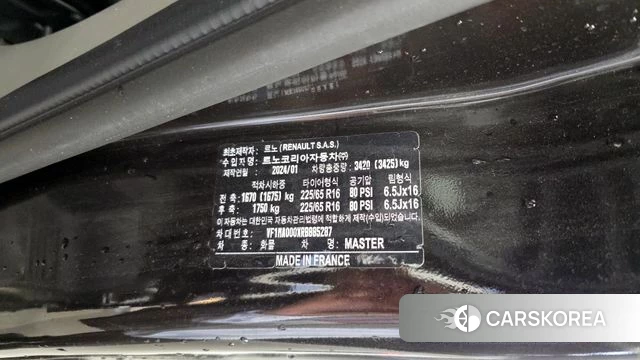 최초제작자: 르노 (RENAULT S.A.S.)
수 입 자: 르노코리아자동차㈜
제작년월: 2024/01 차량총중량: 3420 (3425) kg
적차시하중 타이어형식 공기압 림형식
전 축: 1670 (1675) kg 225/65 R16 80 PSI 6.5Jx16
후 축: 1750 kg 225/65 R16 80 PSI 6.5Jx16
이 자동차는 대한민국 자동차관리법령에 적합하게 제작(수입)되었습니다.
차대 번호: VF1MA000XRB985287
차 종: 화물 차 명: MASTER
MADE IN FRANCE
CARSKOREA